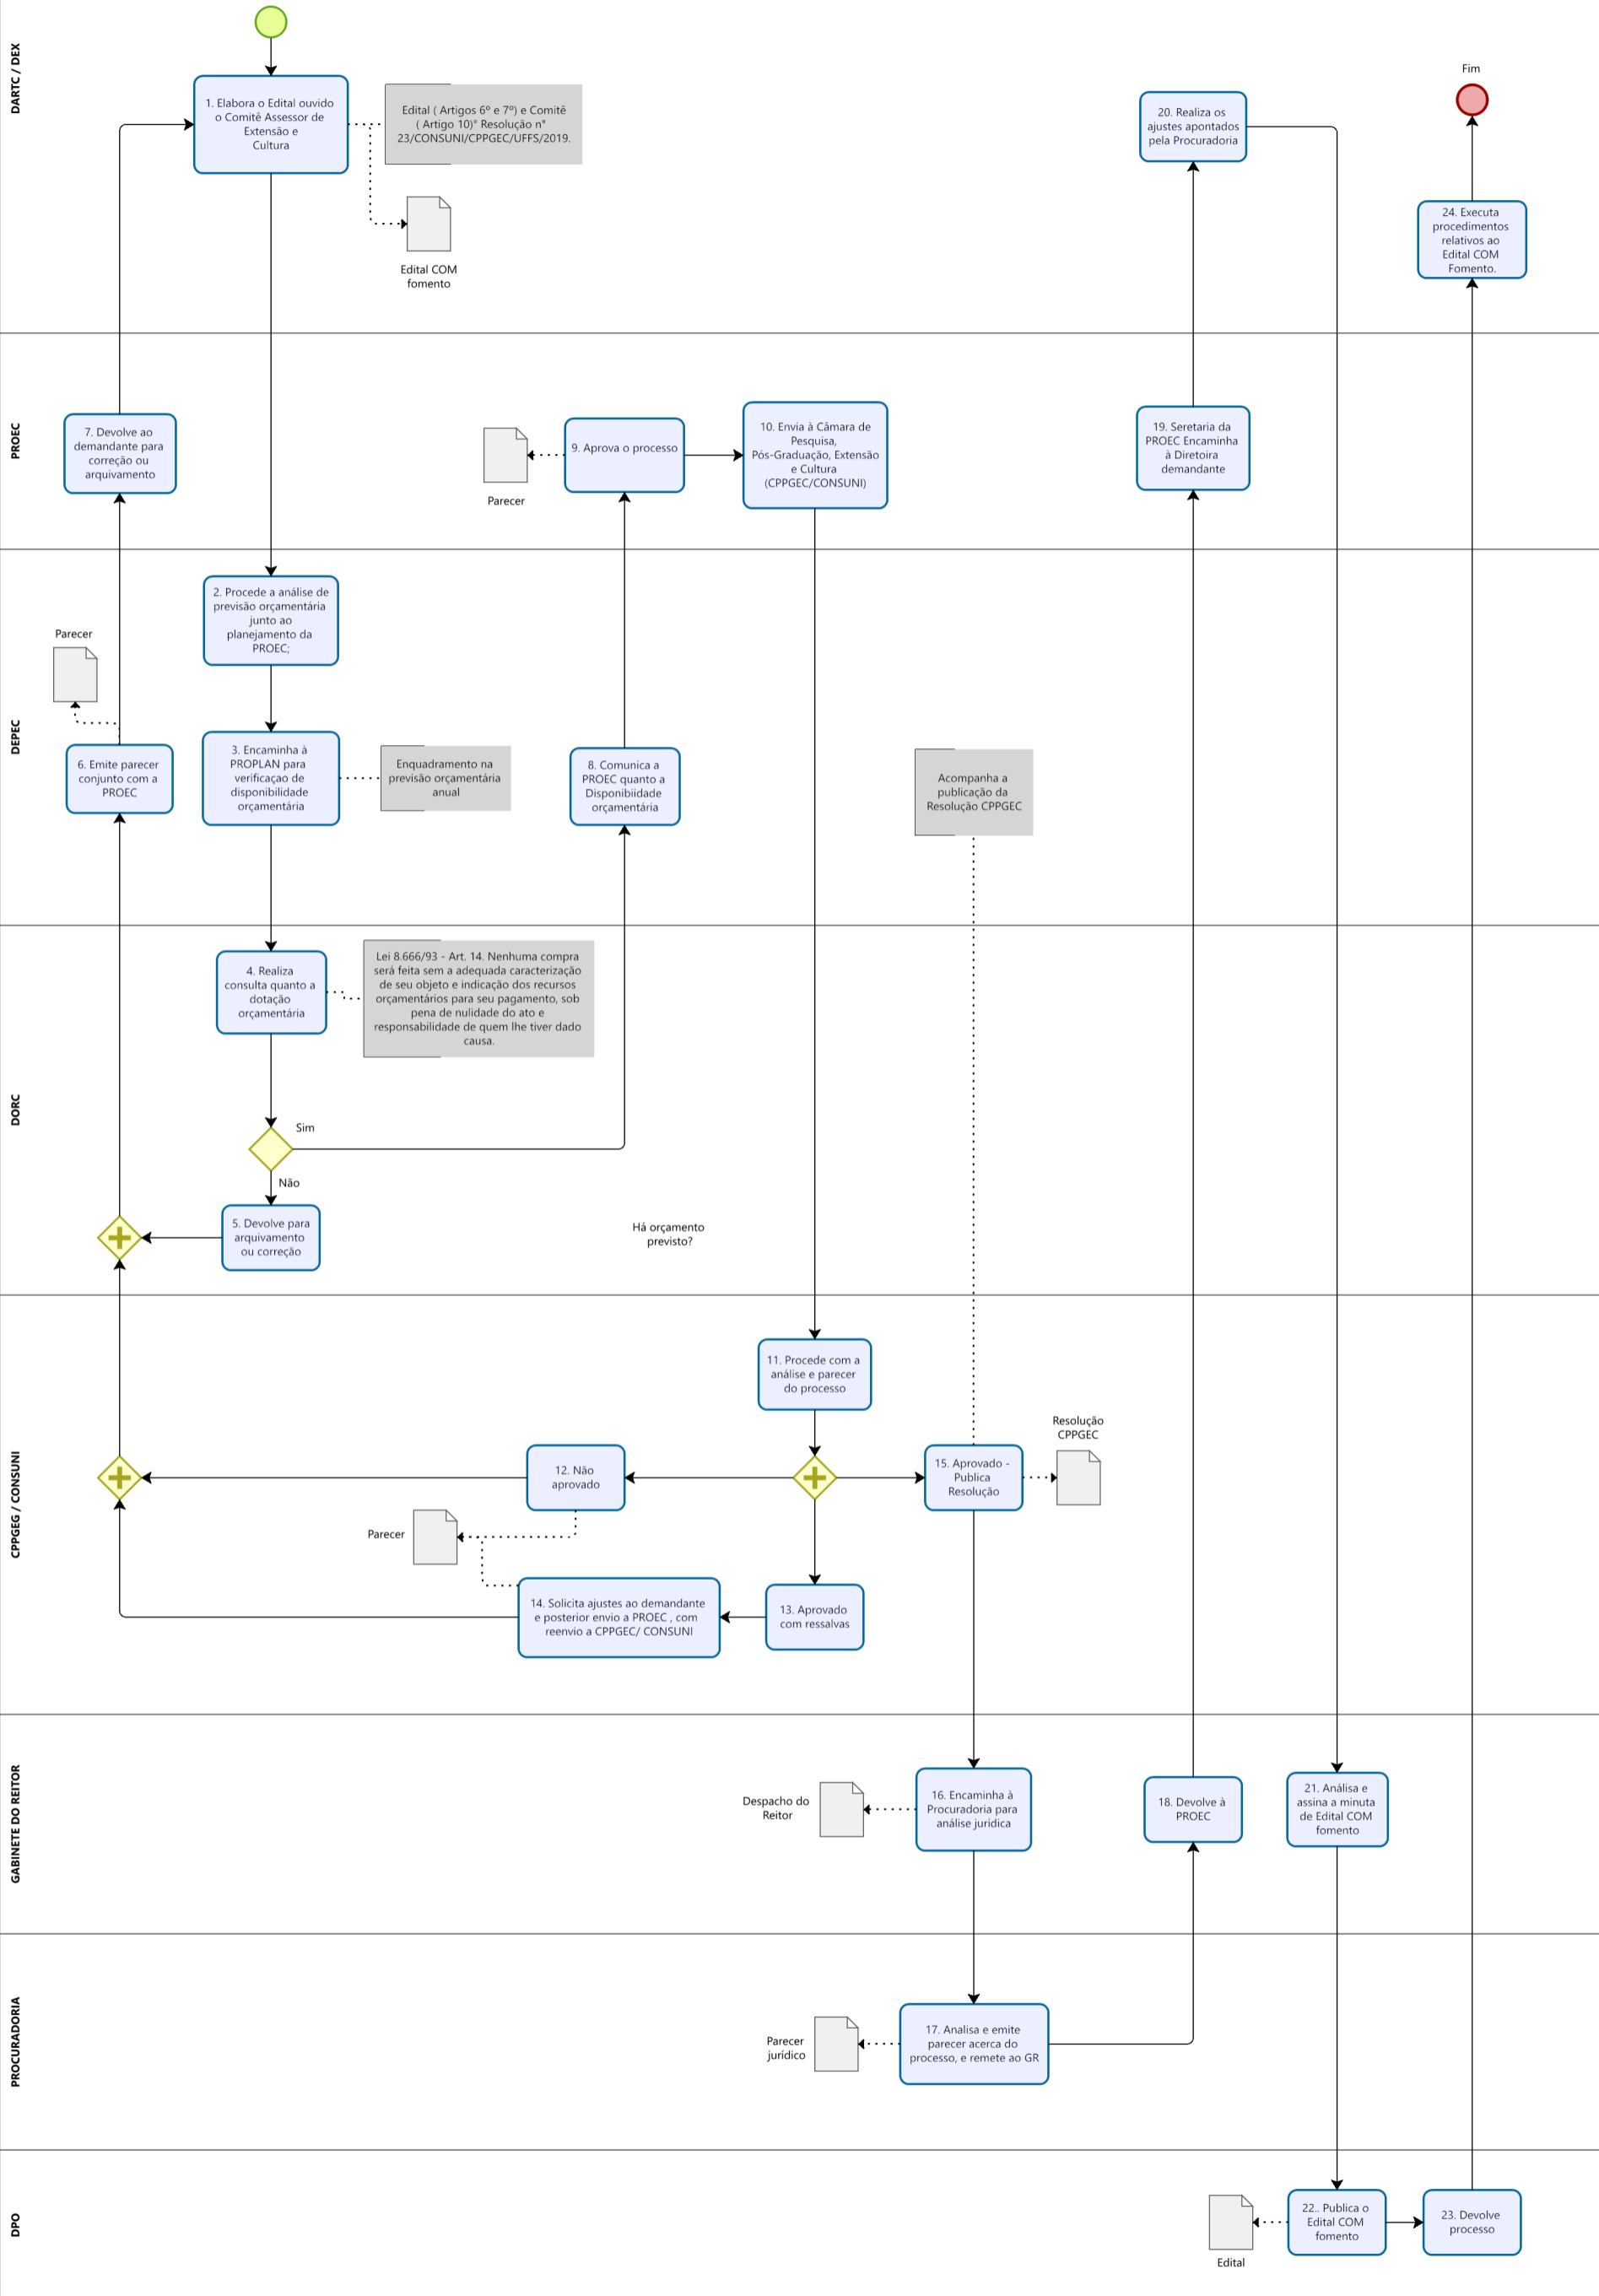 DARTC / DEX
1. Elabora o Edital ouvido
o Comitê Assessor de
Extensão e
Cultura
Edital ( Artigos 6º e 7º) e Comitê
( Artigo 10)° Resolução n°
23/CONSUNI/CPPGEC/UFFS/2019.
Edital COM
fomento
20. Realiza os
ajustes apontados
pela Procuradoria
Fim
24. Executa
procedimentos
relativos ao
Edital COM
Fomento.
PROEC
7. Devolve ao
demandante para
correção ou
arquivamento
Parecer
9. Aprova o processo
10. Envia à Câmara de
Pesquisa,
Pós-Graduação, Extensão
e Cultura
(CPPGEC/CONSUNI)
19. Seretaria da
PROEC Encaminha
à Diretoira
demandante
DEPEC
2. Procede a análise de
previsão orçamentária
junto ao
planejamento da
PROEC;
Parecer
6. Emite parecer
conjunto com a
PROEC
3. Encaminha à
PROPLAN para
verificaçao de
disponibilidade
orçamentária
Enquadramento na
previsão orçamentária
anual
8. Comunica a
PROEC quanto a
Disponibiidade
orçamentária
Acompanha a
publicação da
Resolução CPPGEC
DORC
4. Realiza
consulta quanto a
dotação
orçamentária
Lei 8.666/93 - Art. 14. Nenhuma compra
será feita sem a adequada caracterização
de seu objeto e indicação dos recursos
orçamentários para seu pagamento, sob
pena de nulidade do ato e
responsabilidade de quem lhe tiver dado
causa.
Sim
Não
5. Devolve para
arquivamento
ou correção
Há orçamento
previsto?
CPPGEG / CONSUNI
11. Procede com a
análise e parecer
do processo
12. Não
aprovado
15. Aprovado -
Publica
Resolução
Resolução
CPPGEC
Parecer
14. Solicita ajustes ao demandante
e posterior envio a PROEC , com
reenvio a CPPGEC/ CONSUNI
13. Aprovado
com ressalvas
GABINETE DO REITOR
Despacho do
Reitor
16. Encaminha à
Procuradoria para
análise jurídica
18. Devolve à
PROEC
21. Análisa e
assina a minuta
de Edital COM
fomento
PROCURADORIA
Parecer
jurídico
17. Analisa e emite
parecer acerca do
processo, e remete ao GR
DPO
Edital
22.. Publica o
Edital COM
fomento
23. Devolve
processo